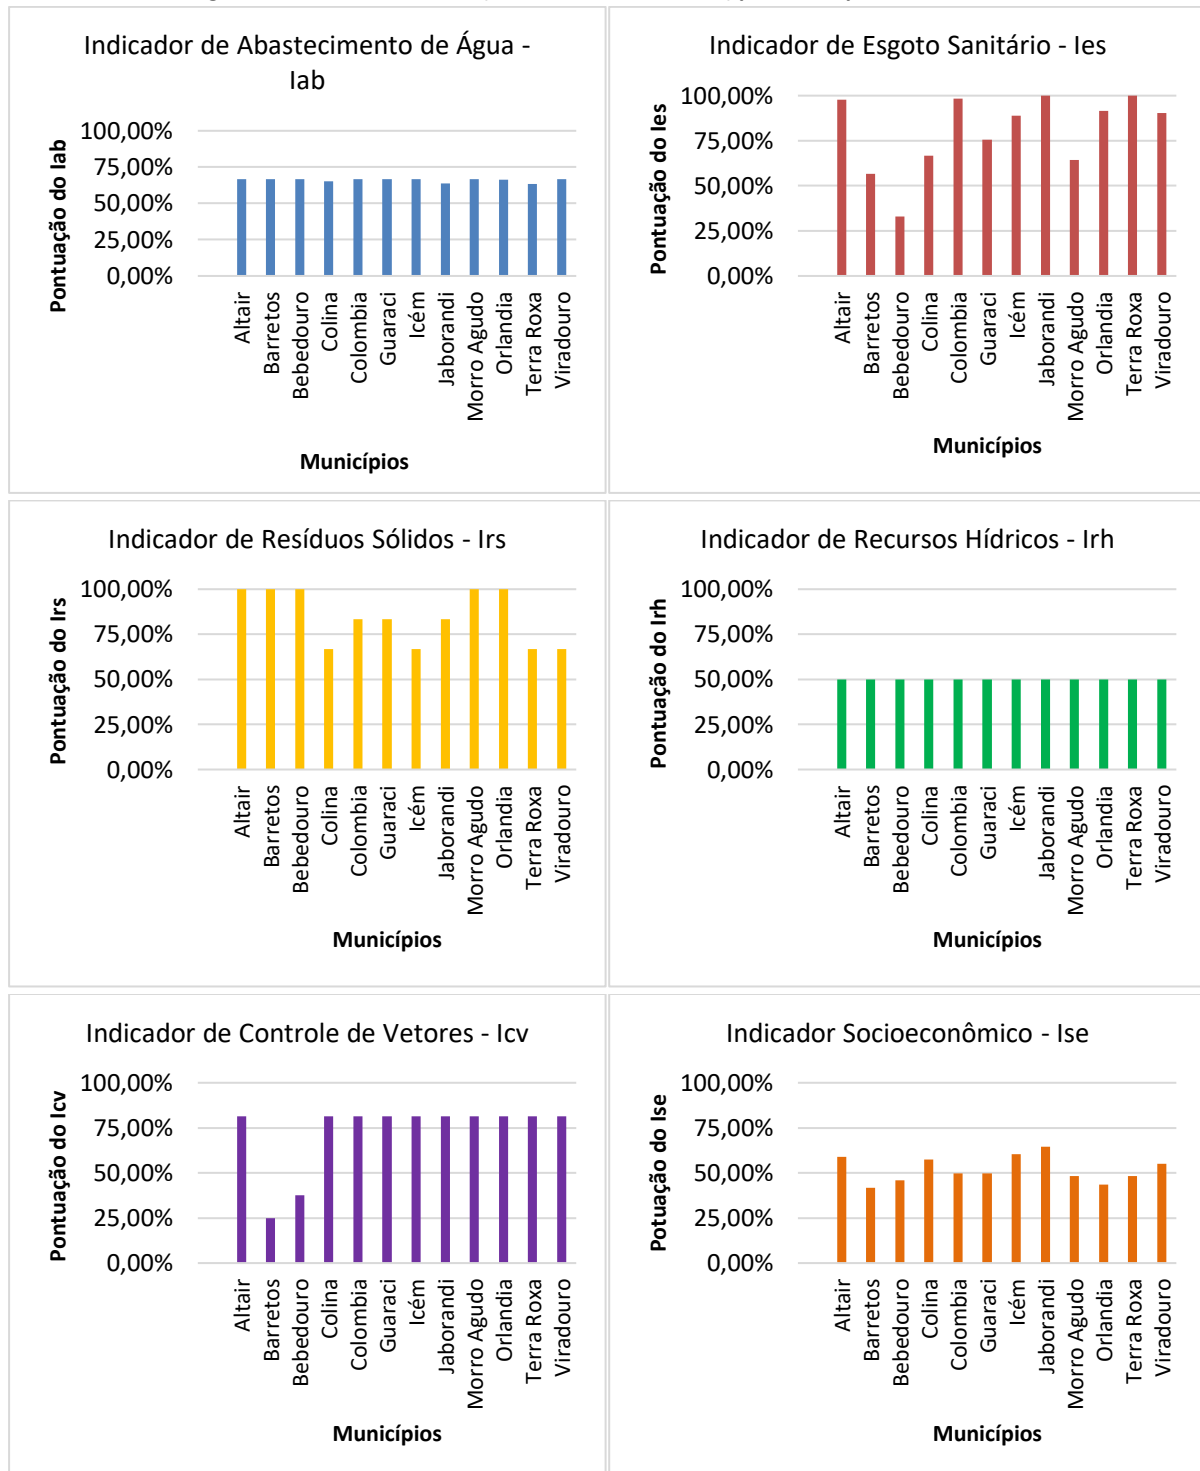 Indicador de Abastecimento de Água -
Iab
Pontuação do Iab
100,00%
75,00%
50,00%
25,00%
0,00%
Altair
Barretos
Bebedouro
Colina
Colombia
Guaraci
Icém
Jaborandi
Morro Agudo
Orlandia
Terra Roxa
Viradouro
Municípios
Indicador de Esgoto Sanitário - Ies
Pontuação do Ies
100,00%
75,00%
50,00%
25,00%
0,00%
Altair
Barretos
Bebedouro
Colina
Colombia
Guaraci
Icém
Jaborandi
Morro Agudo
Orlandia
Terra Roxa
Viradouro
Municípios
Indicador de Resíduos Sólidos - Irs
Pontuação do Irs
100,00%
75,00%
50,00%
25,00%
0,00%
Altair
Barretos
Bebedouro
Colina
Colombia
Guaraci
Icém
Jaborandi
Morro Agudo
Orlandia
Terra Roxa
Viradouro
Municípios
Indicador de Recursos Hídricos - Irh
Pontuação do Irh
100,00%
75,00%
50,00%
25,00%
0,00%
Altair
Barretos
Bebedouro
Colina
Colombia
Guaraci
Icém
Jaborandi
Morro Agudo
Orlandia
Terra Roxa
Viradouro
Municípios
Indicador de Controle de Vetores - Icv
Pontuação do Icv
100,00%
75,00%
50,00%
25,00%
0,00%
Altair
Barretos
Bebedouro
Colina
Colombia
Guaraci
Icém
Jaborandi
Morro Agudo
Orlandia
Terra Roxa
Viradouro
Municípios
Indicador Socioeconômico - Ise
Potuação do Ise
100,00%
75,00%
50,00%
25,00%
0,00%
Altair
Barretos
Bebedouro
Colina
Colombia
Guaraci
Icém
Jaborandi
Morro Agudo
Orlandia
Terra Roxa
Viradouro
Municípios